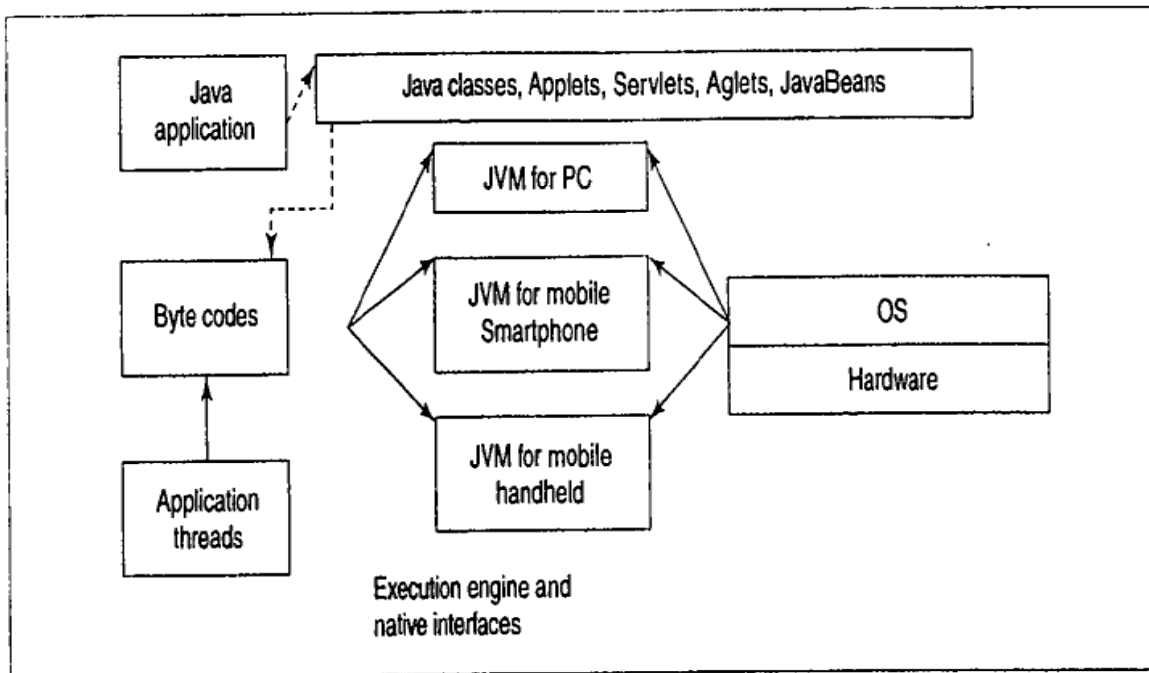 Java
application
Java classes, Applets, Servlets, Aglets, JavaBeans
JVM for PC
Byte codes
JVM for mobile
Smartphone
OS
Hardware
JVM for mobile
handheld
Application
threads
Execution engine and
native interfaces